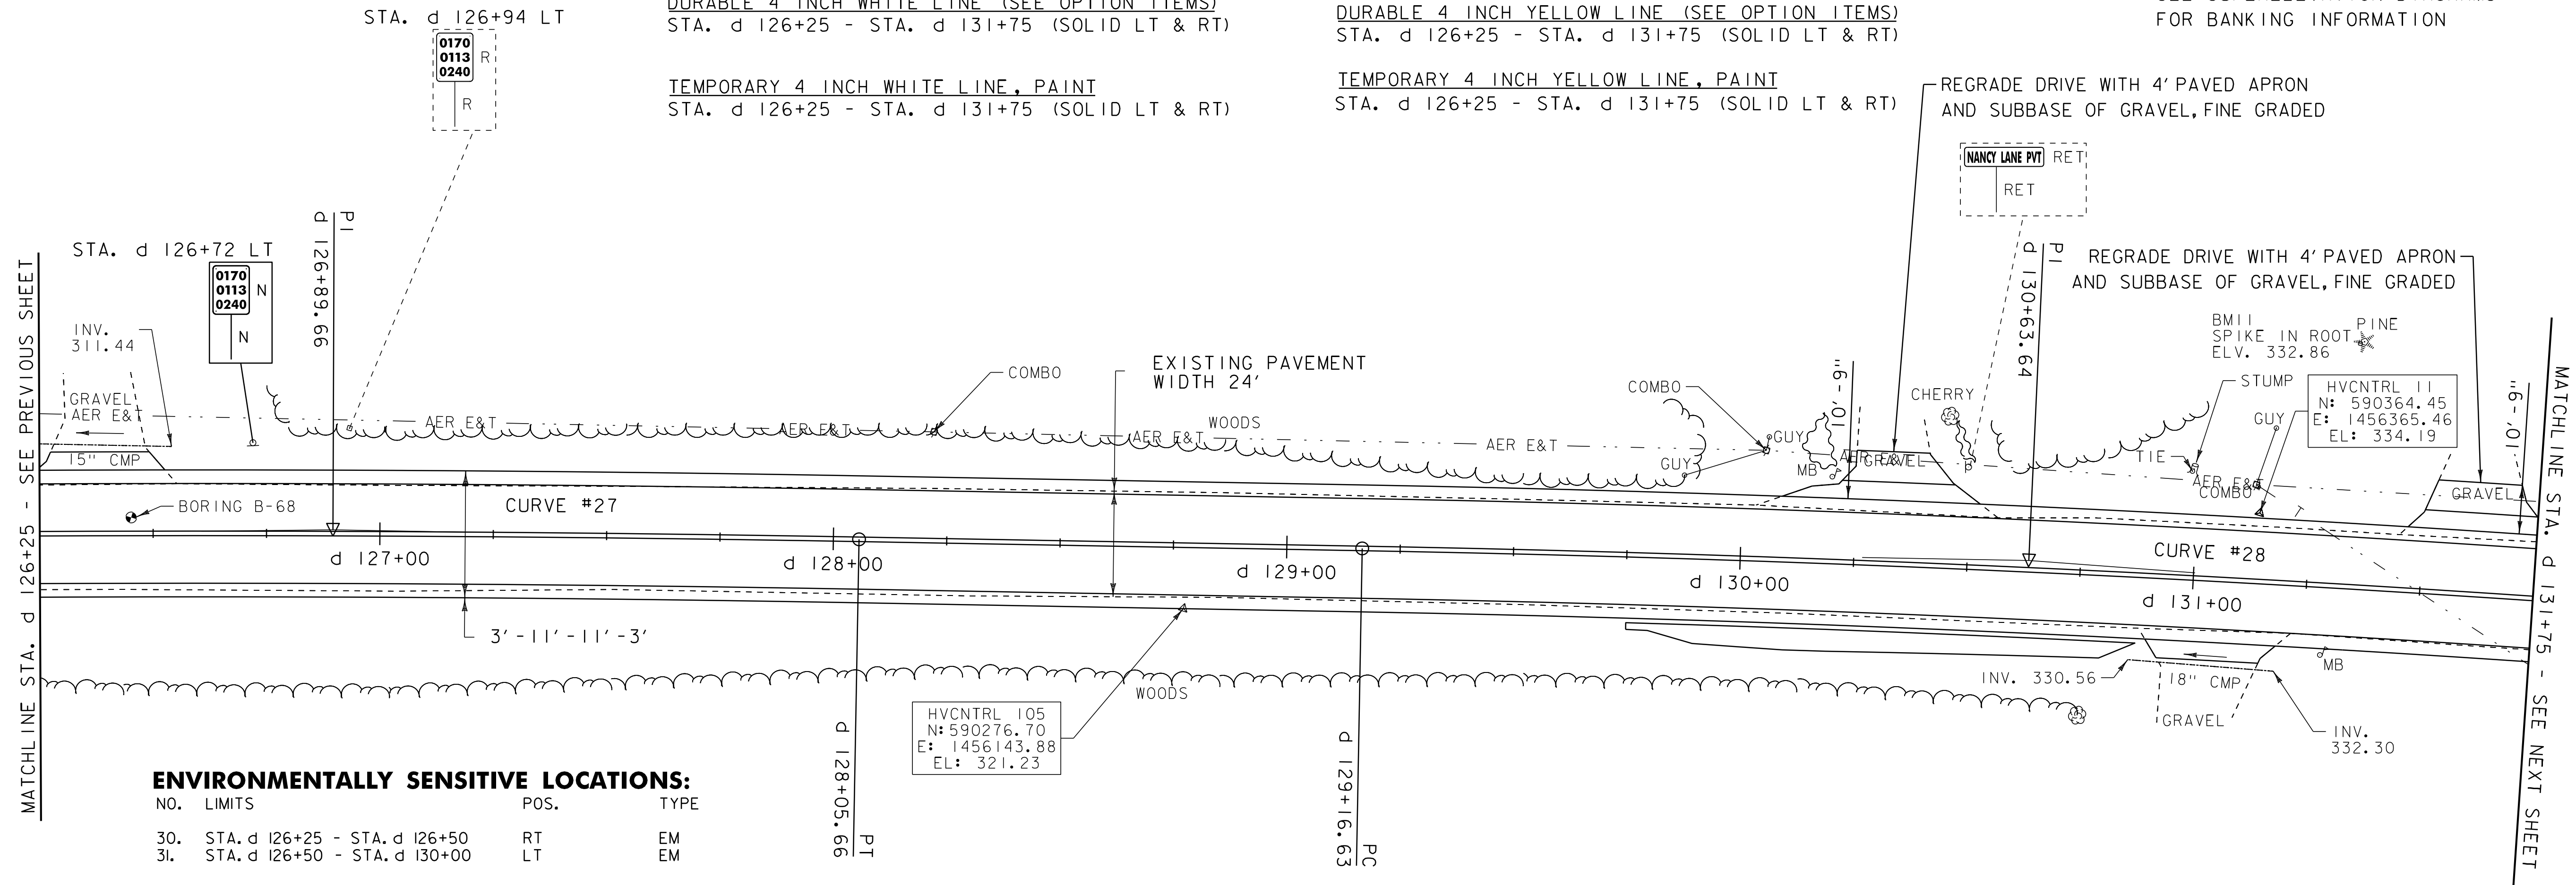 STA. d 126+94 LT
0170
0113
0240
R
R
DURABLE 4 INCH WHITE LINE (SEE OPTION ITEMS)
STA. d 126+25 - STA. d 131+75 (SOLID LT & RT)
TEMPORARY 4 INCH WHITE LINE, PAINT
STA. d 126+25 - STA. d 131+75 (SOLID LT & RT)
DURABLE 4 INCH YELLOW LINE (SEE OPTION ITEMS)
STA. d 126+25 - STA. d 131+75 (SOLID LT & RT)
TEMPORARY 4 INCH YELLOW LINE, PAINT
STA. d 126+25 - STA. d 131+75 (SOLID LT & RT)
FOR BANKING INFORMATION
REGRADE DRIVE WITH 4' PAVED APRON
AND SUBBASE OF GRAVEL, FINE GRADED
NANCY LANE PVT RET
RET
STA. d 126+72 LT
0170
0113
0240
N
N
PI
d 126+89.66
PI
d 130+63.64
REGRADE DRIVE WITH 4' PAVED APRON
AND SUBBASE OF GRAVEL, FINE GRADED
MATCHLINE STA. d 126+25 - SEE PREVIOUS SHEET
INV.
311.44
GRAVEL
AER E&T
15" CMP
BORING B-68
AER E&T
CURVE #27
AER E&T
COMBO
EXISTING PAVEMENT
WIDTH 24'
AER E&T
WOODS
AER E&T
COMBO
GUY
GUY
MB
10'-9"
AER E&T
GRAVEL
CHERRY
BM11
SPIKE IN ROOT
ELV. 332.86
PINE
STUMP
TIE
GUY
AER E&T
COMBO
HVCNTRL 11
N: 590364.45
E: 1456365.46
EL: 334.19
10'-9"
GRAVEL
T
CURVE #28
d 127+00
d 128+00
d 129+00
d 130+00
d 131+00
3'-11'-11'-3'
WOODS
HVCNTRL 105
N:590276.70
E: 1456143.88
EL: 321.23
d 128+05.66
PT
d 129+16.63
PC
INV. 330.56
18" CMP
GRAVEL
MB
INV.
332.30
MATCHLINE STA. d 131+75 - SEE NEXT SHEET
ENVIRONMENTALLY SENSITIVE LOCATIONS:
NO. LIMITS POS. TYPE
30. STA. d 126+25 - STA. d 126+50 RT EM
31. STA. d 126+50 - STA. d 130+00 LT EM